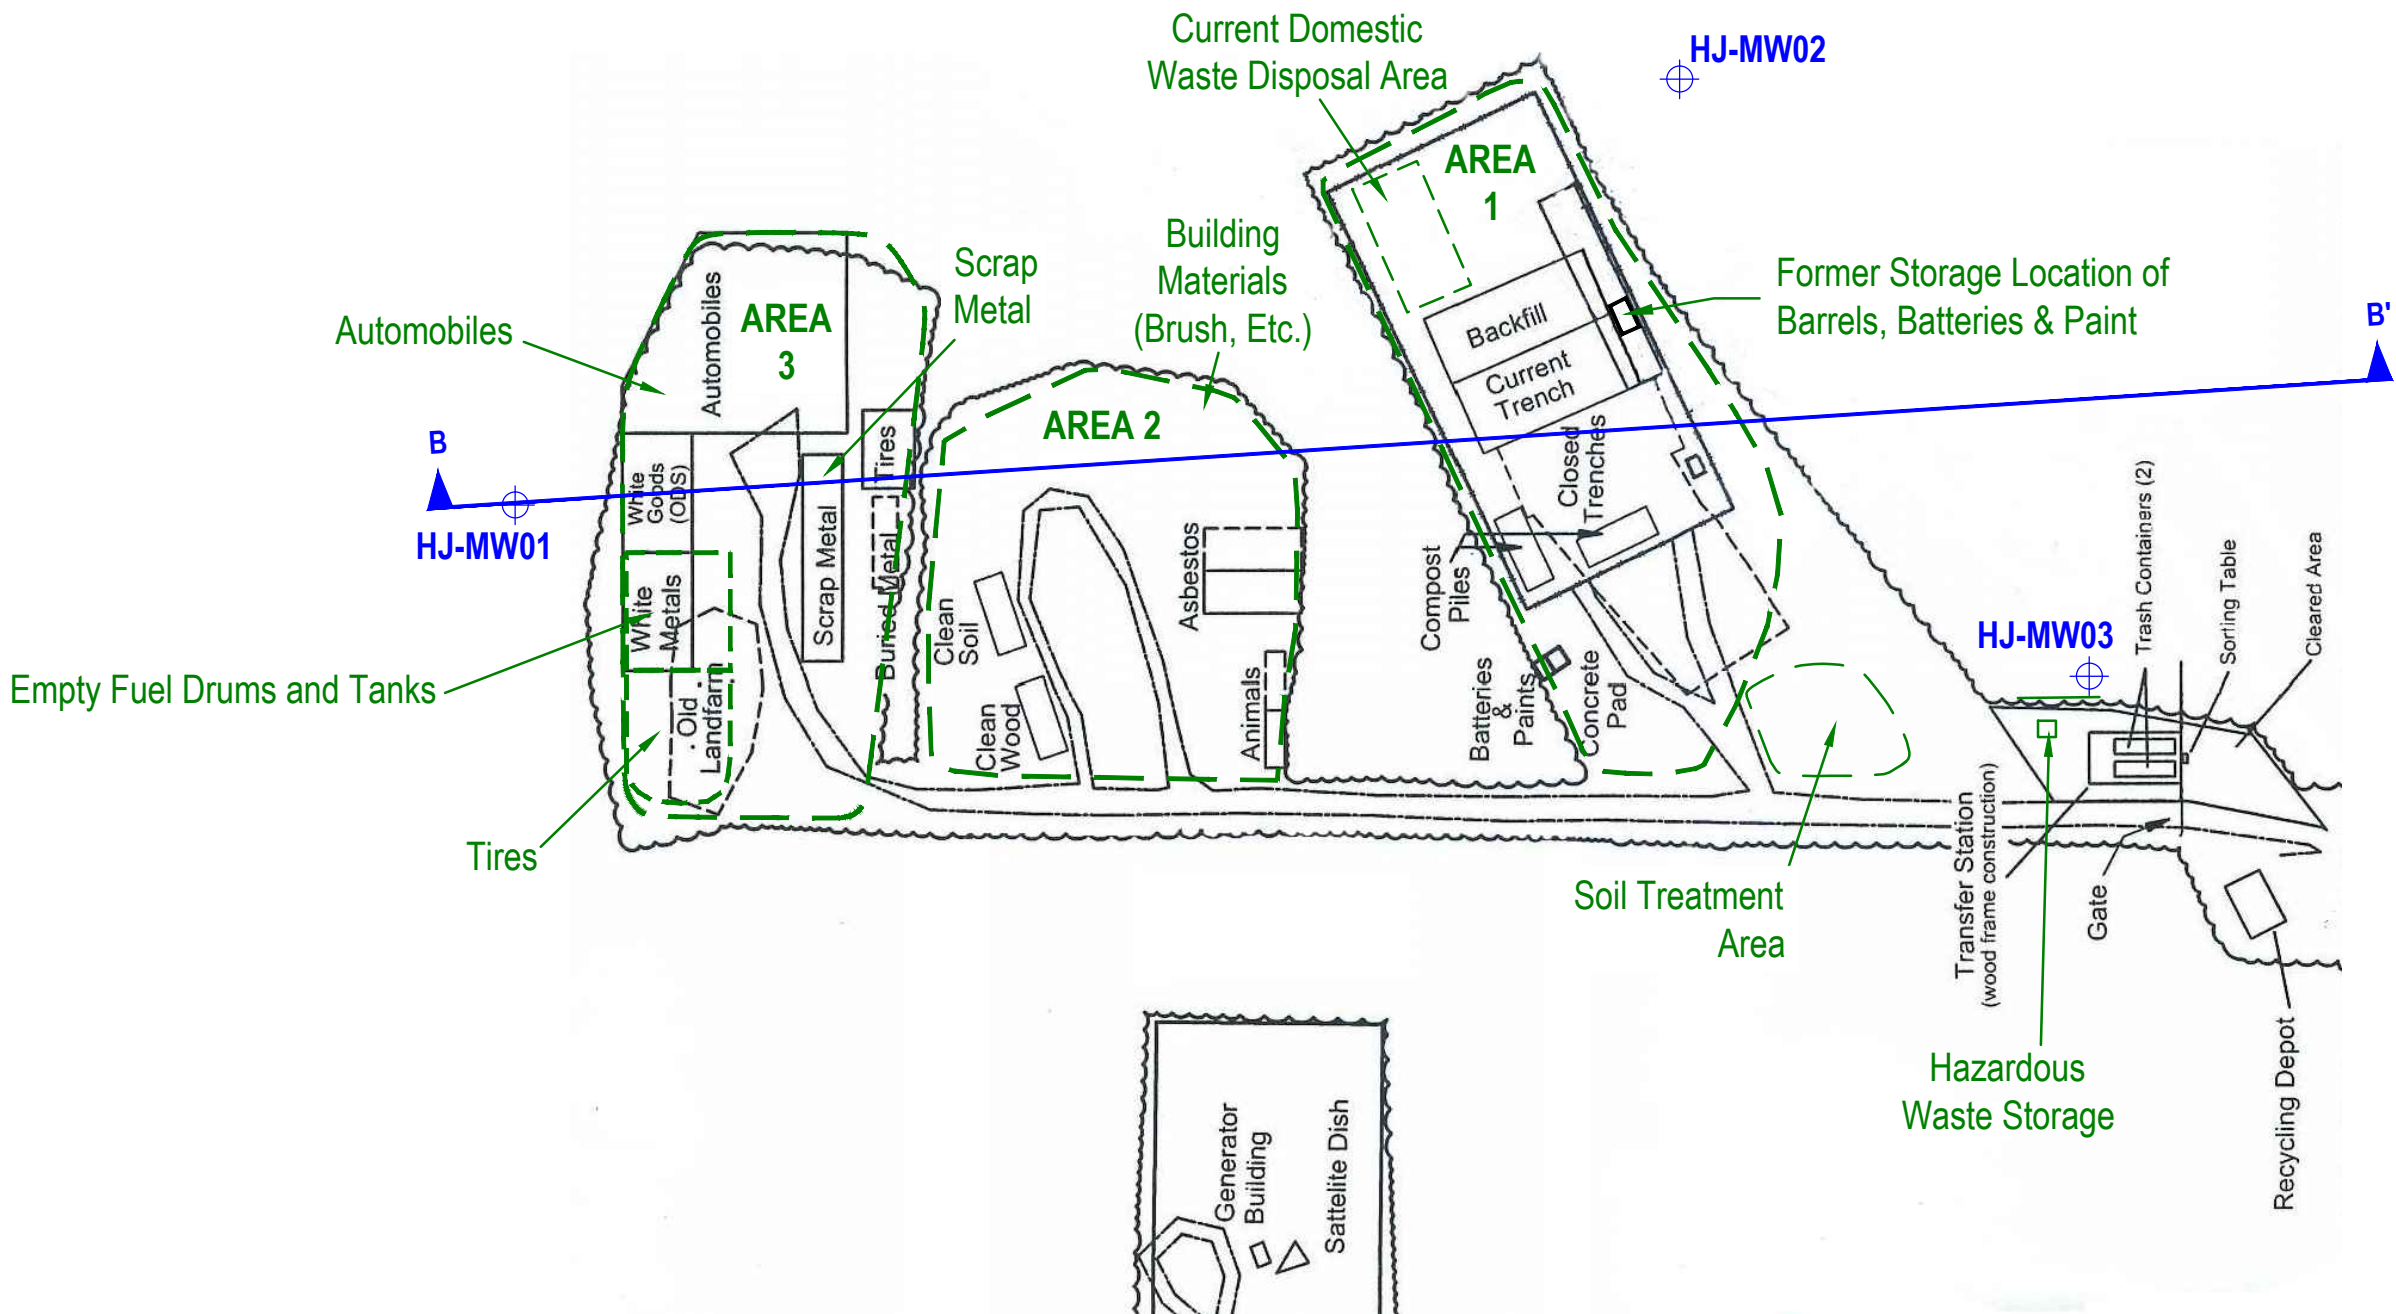 Current Domestic
Waste Disposal Area
HJ-MW02
AREA
1
Building
Materials
(Brush, Etc.)
Scrap
Metal
Automobiles
Automobiles
AREA
3
Former Storage Location of
Barrels, Batteries & Paint
B'
Backfill
Current
Trench
AREA 2
B
HJ-MW01
White
Goods
(ODS)
Tires
Closed
Trenches
Scrap Metal
Buried Metal
White
Metals
Old
Landfarm
Clean
Soil
Clean
Wood
Asbestos
Animals
Compost
Piles
Batteries
&
Paints
Concrete
Pad
HJ-MW03
Trash Containers (2)
Sorting Table
Cleared Area
Empty Fuel Drums and Tanks
Tires
Soil Treatment
Area
Transfer Station
(wood frame construction)
Gate
Hazardous
Waste Storage
Recycling Depot
Generator
Building
Sattelite Dish